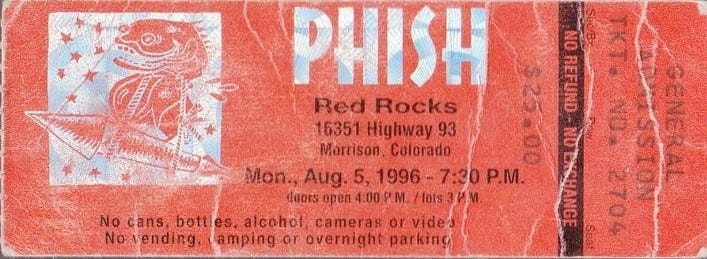 PHISH
Red Rocks
16351 Highway 93
Morrison, Colorado
Mon., Aug. 5, 1996 - 7:30 P.M.
doors open 4:00 P.M. / lots 3 P.M.
No cans, bottles, alcohol, cameras or video
No vending, camping or overnight parking
$25.00
NO REFUND - NO EXCHANGE
Sec/Bx
Row
Seat
TKT. NO. 2704
GENERAL
ADMISSION